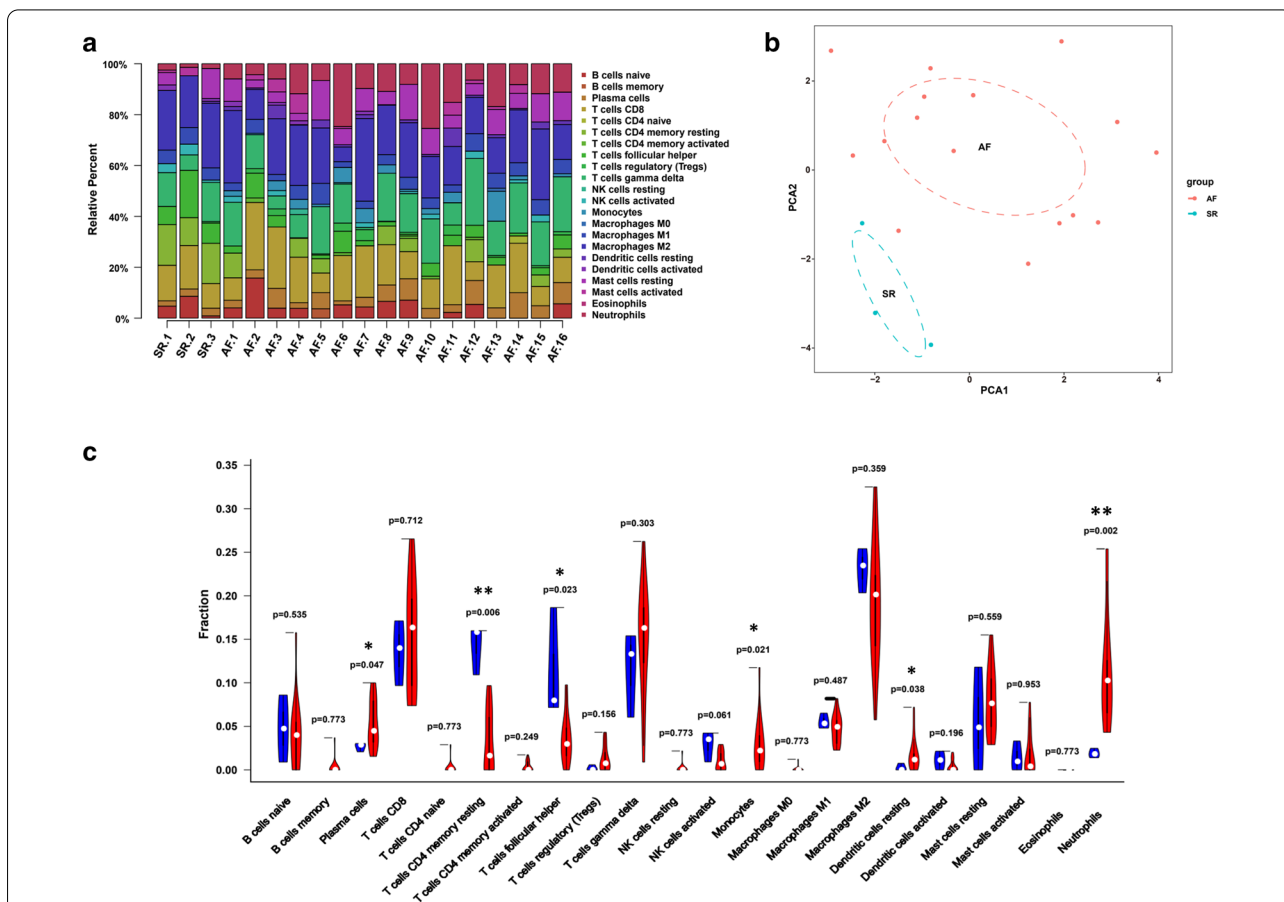 a
Relative Percent
100%
80%
60%
40%
20%
0%
SR.1
SR.2
SR.3
AF.1
AF.2
AF.3
AF.4
AF.5
AF.6
AF.7
AF.8
AF.9
AF.10
AF.11
AF.12
AF.13
AF.14
AF.15
AF.16
B cells naive
B cells memory
Plasma cells
T cells CD8
T cells CD4 naive
T cells CD4 memory resting
T cells CD4 memory activated
T cells follicular helper
T cells regulatory (Tregs)
T cells gamma delta
NK cells resting
NK cells activated
Monocytes
Macrophages M0
Macrophages M1
Macrophages M2
Dendritic cells resting
Dendritic cells activated
Mast cells resting
Mast cells activated
Eosinophils
Neutrophils
b
PCA2
2
0
−2
−4
AF
SR
−2
0
2
4
PCA1
group
AF
SR
c
Fraction
0.35
0.30
0.25
0.20
0.15
0.10
0.05
0.00
p=0.535
p=0.773
*
p=0.047
p=0.712
p=0.773
**
p=0.006
p=0.249
*
p=0.023
p=0.156
p=0.303
p=0.773
p=0.061
*
p=0.021
p=0.773
p=0.487
p=0.359
*
p=0.038
p=0.196
p=0.559
p=0.953
p=0.773
**
p=0.002
B cells naive
B cells memory
Plasma cells
T cells CD8
T cells CD4 naive
T cells CD4 memory resting
T cells CD4 memory activated
T cells follicular helper
T cells regulatory (Tregs)
T cells gamma delta
NK cells resting
NK cells activated
Monocytes
Macrophages M0
Macrophages M1
Macrophages M2
Dendritic cells resting
Dendritic cells activated
Mast cells resting
Mast cells activated
Eosinophils
Neutrophils